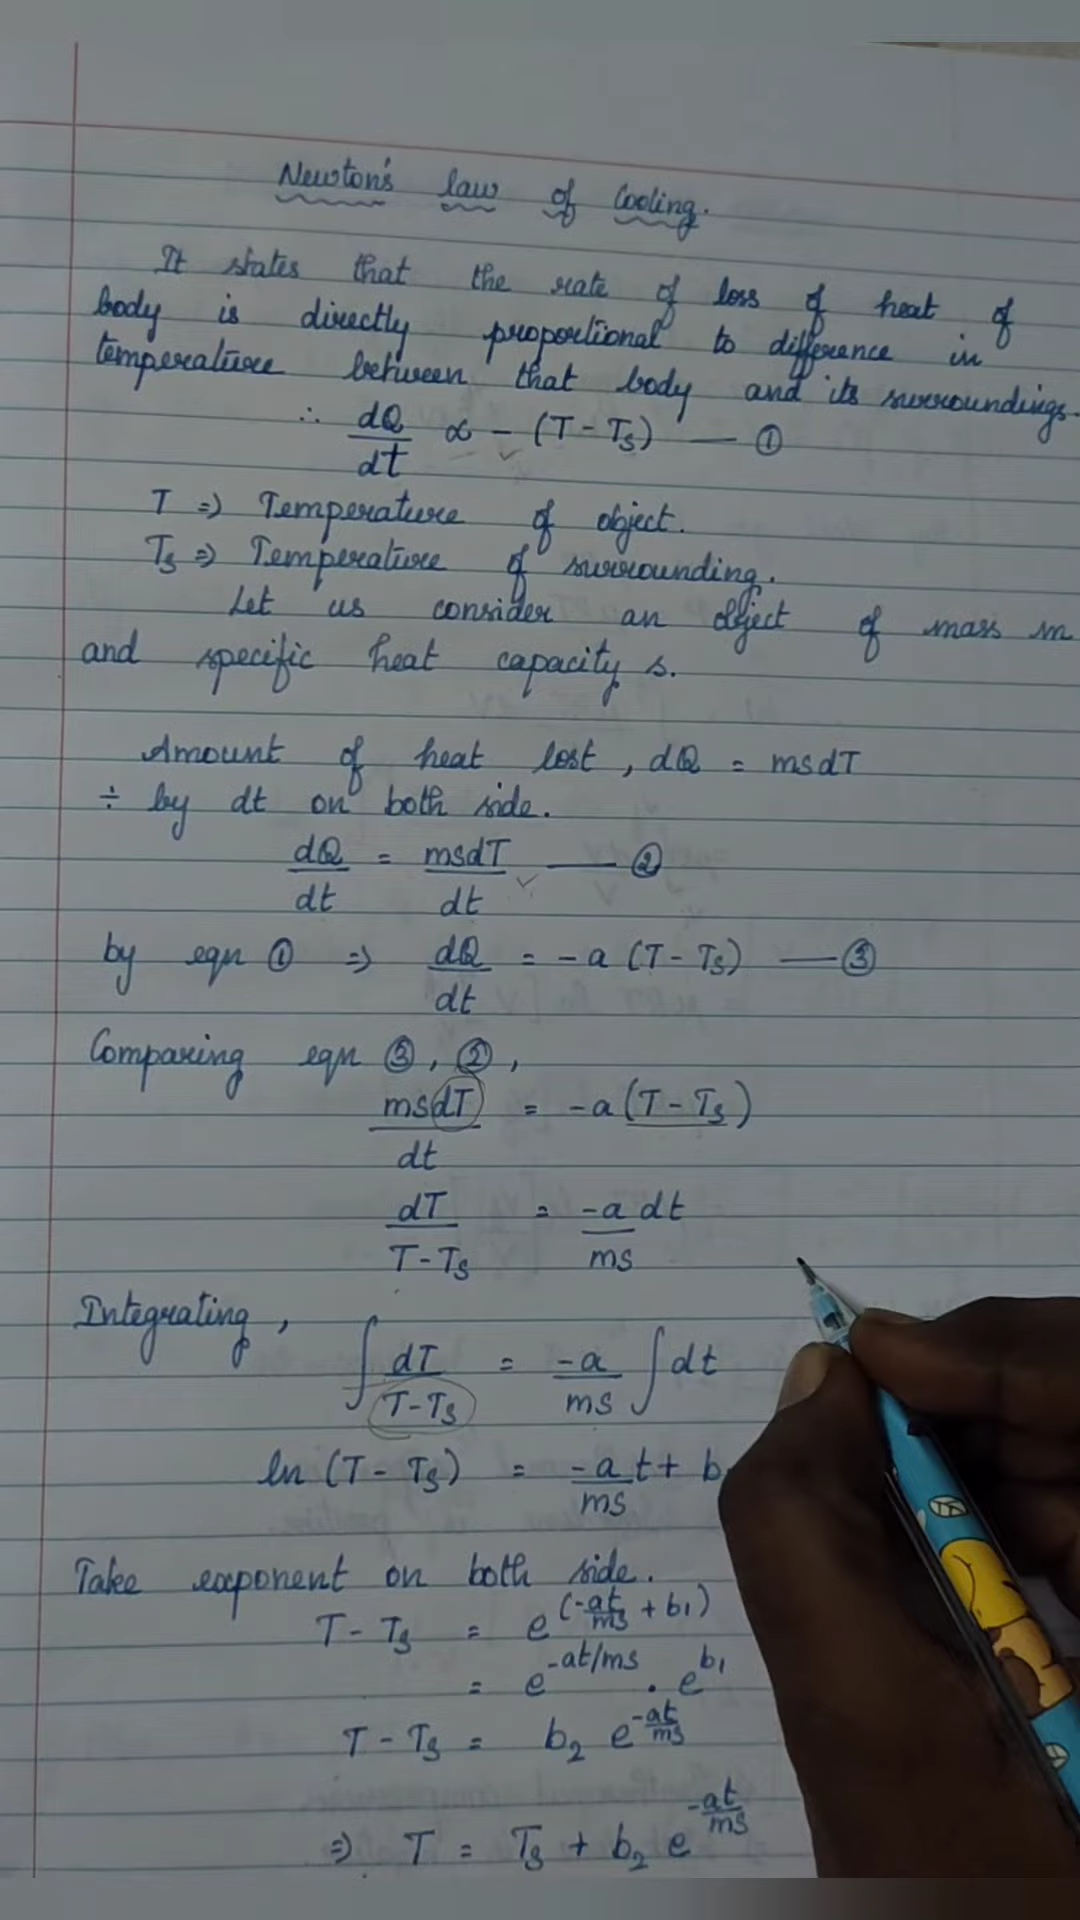 Newton's law of Cooling.
It states that the rate of loss of heat of
body is directly proportional to difference in
temperature between that body and its surroundings.
∴ dQ/dt ∝ - (T - Ts) — ①
T ⇒ Temperature of object.
Ts ⇒ Temperature of surrounding.
Let us consider an object of mass m
and specific heat capacity s.
Amount of heat lost, dQ = msdT
÷ by dt on both side.
dQ/dt = msdT/dt — ②
by eqn ① ⇒ dQ/dt = -a (T - Ts) — ③
Comparing eqn ③, ②,
msdT/dt = -a (T - Ts)
dT/T - Ts = -a/ms dt
Integrating,
∫ dT/T - Ts = -a/ms ∫ dt
ln (T - Ts) = -a/ms t + b
Take exponent on both side.
T - Ts = e^(-at/ms + b1)
= e^-at/ms . e^b1
T - Ts = b2 e^-at/ms
⇒ T = Ts + b2 e^-at/ms